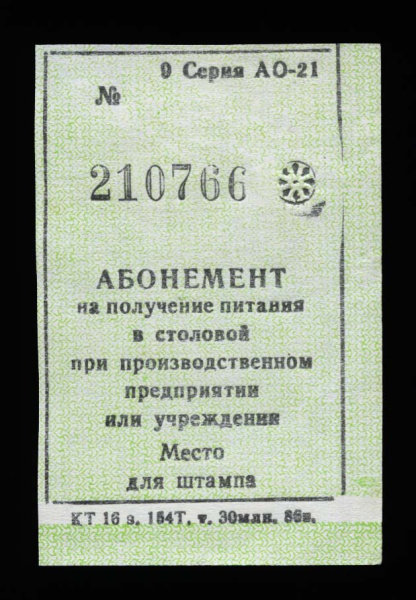 9 Серия АО-21
№
210766
АБОНЕМЕНТ
на получение питания
в столовой
при производственном
предприятии
или учреждении
Место
для штампа
КТ 16 з. 154Т. т. 30млн. 86г.